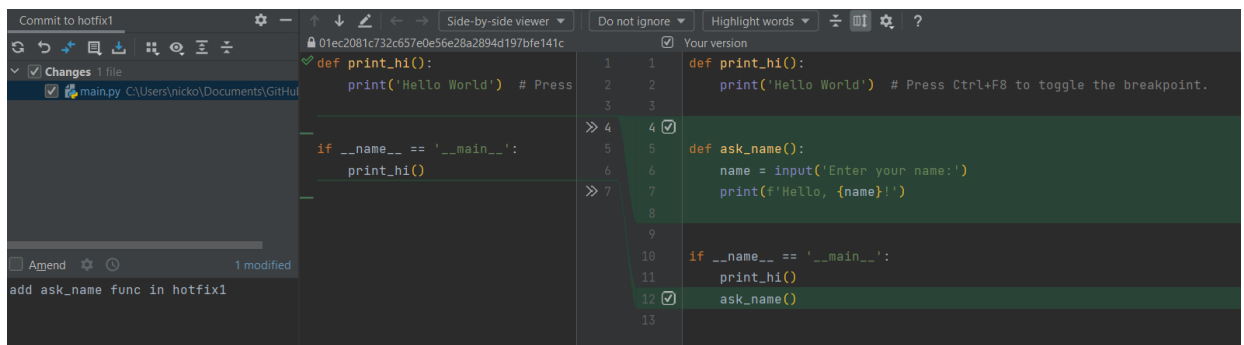 Commit to hotfix1
Side-by-side viewer
Do not ignore
Highlight words
?
01ec2081c732c657e0e56e28a2894d197bfe141c
Your version
Changes 1 file
main.py C:\Users\nicko\Documents\GitHul
Amend
1 modified
add ask_name func in hotfix1
1 def print_hi():
2 print('Hello World') # Press
3
4
5 if __name__ == '__main__':
6 print_hi()
7
1 def print_hi():
2 print('Hello World') # Press Ctrl+F8 to toggle the breakpoint.
3
4
5 def ask_name():
6 name = input('Enter your name:')
7 print(f'Hello, {name}!')
8
9
10 if __name__ == '__main__':
11 print_hi()
12 ask_name()
13